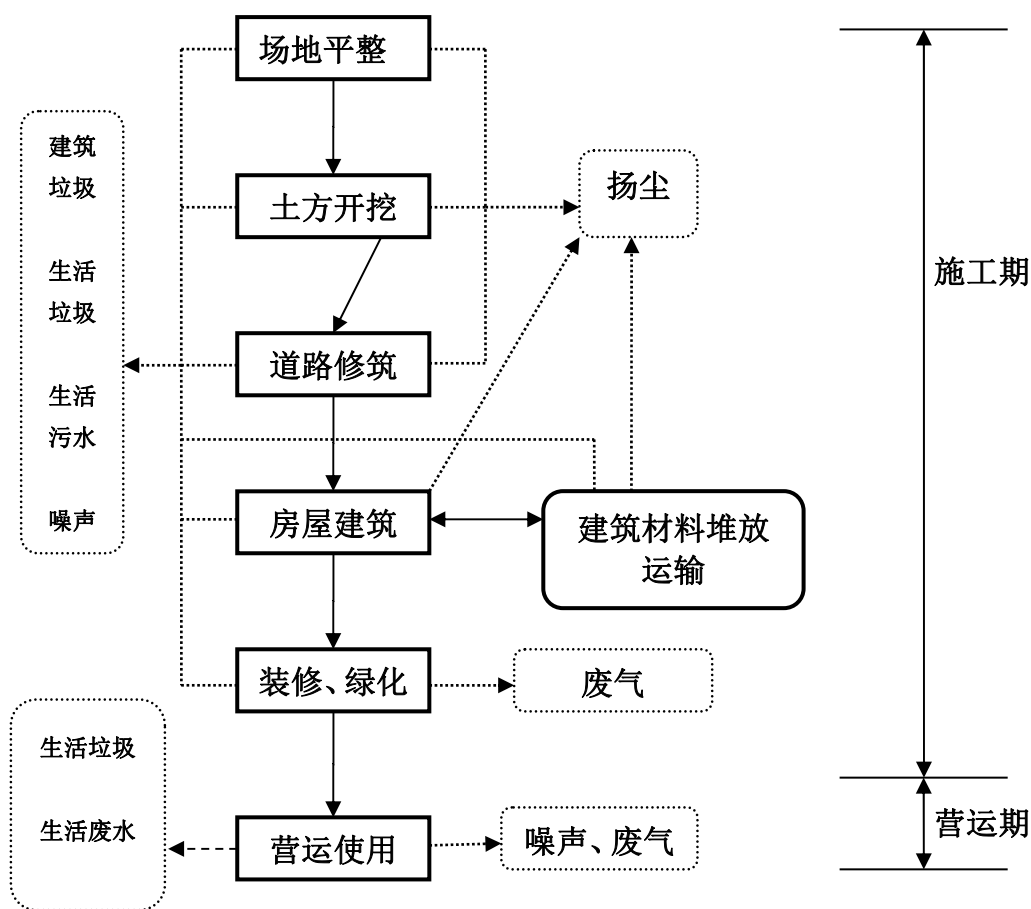 场地平整
建筑
垃圾
生活
垃圾
生活
污水
噪声
土方开挖
扬尘
施工期
道路修筑
房屋建筑
建筑材料堆放
运输
装修、绿化
废气
生活垃圾
生活废水
营运使用
噪声、废气
营运期